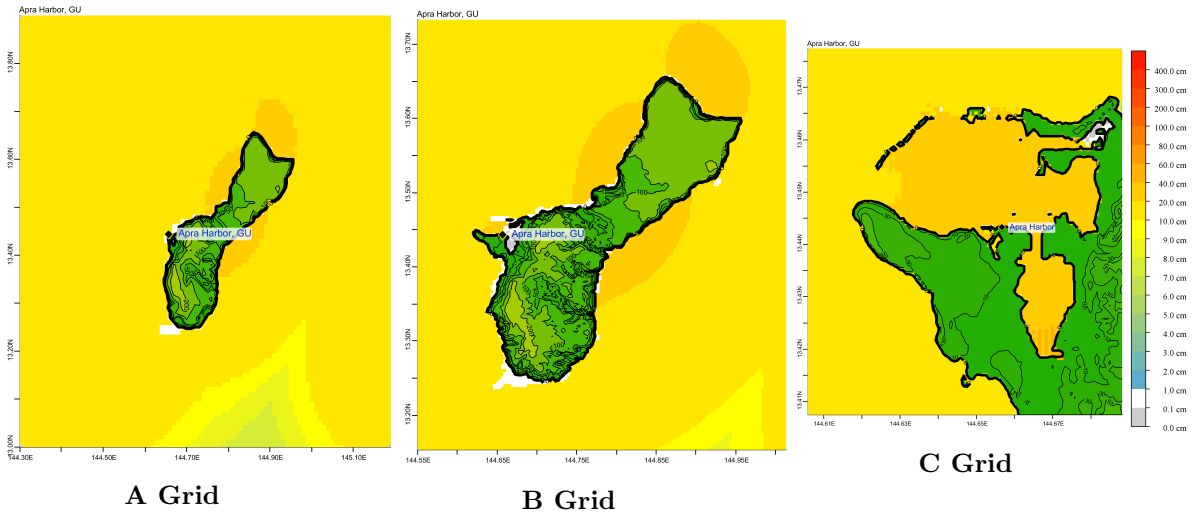 Apra Harbor, GU
13.80N
13.60N
13.40N
13.20N
13.00N
144.30E
144.50E
144.70E
144.90E
145.10E
Apra Harbor, GU
A Grid
Apra Harbor, GU
13.70N
13.60N
13.50N
13.40N
13.30N
13.20N
144.55E
144.65E
144.75E
144.85E
144.95E
Apra Harbor, GU
100
100
B Grid
Apra Harbor, GU
13.47N
13.46N
13.45N
13.44N
13.43N
13.42N
13.41N
144.61E
144.63E
144.65E
144.67E
Apra Harbor
C Grid
400.0 cm
300.0 cm
200.0 cm
100.0 cm
80.0 cm
60.0 cm
40.0 cm
20.0 cm
10.0 cm
9.0 cm
8.0 cm
7.0 cm
6.0 cm
5.0 cm
4.0 cm
3.0 cm
2.0 cm
1.0 cm
0.1 cm
0.0 cm